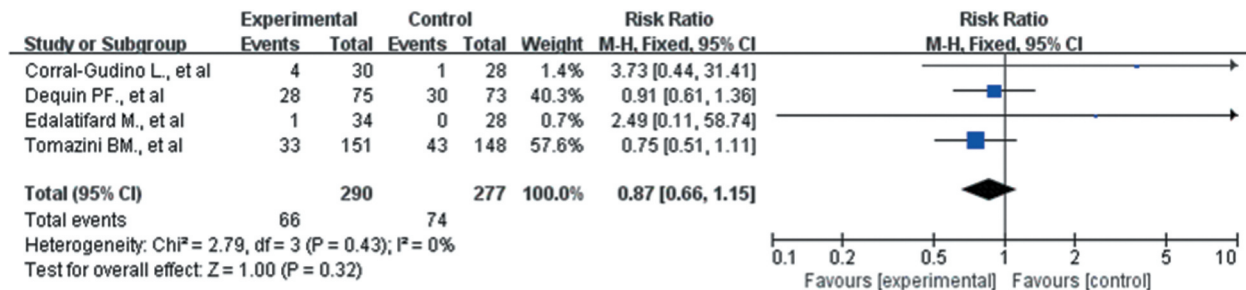 Experimental Control Risk Ratio Risk Ratio
Study or Subgroup Events Total Events Total Weight M-H, Fixed, 95% CI M-H, Fixed, 95% CI
Corral-Gudino L., et al 4 30 1 28 1.4% 3.73 [0.44, 31.41]
Dequin PF., et al 28 75 30 73 40.3% 0.91 [0.61, 1.36]
Edalatifard M., et al 1 34 0 28 0.7% 2.49 [0.11, 58.74]
Tomazini BM., et al 33 151 43 148 57.6% 0.75 [0.51, 1.11]
Total (95% CI) 290 277 100.0% 0.87 [0.66, 1.15]
Total events 66 74
Heterogeneity: Chi² = 2.79, df = 3 (P = 0.43); I² = 0%
Test for overall effect: Z = 1.00 (P = 0.32)
0.1 0.2 0.5 1 2 5 10
Favours [experimental] Favours [control]